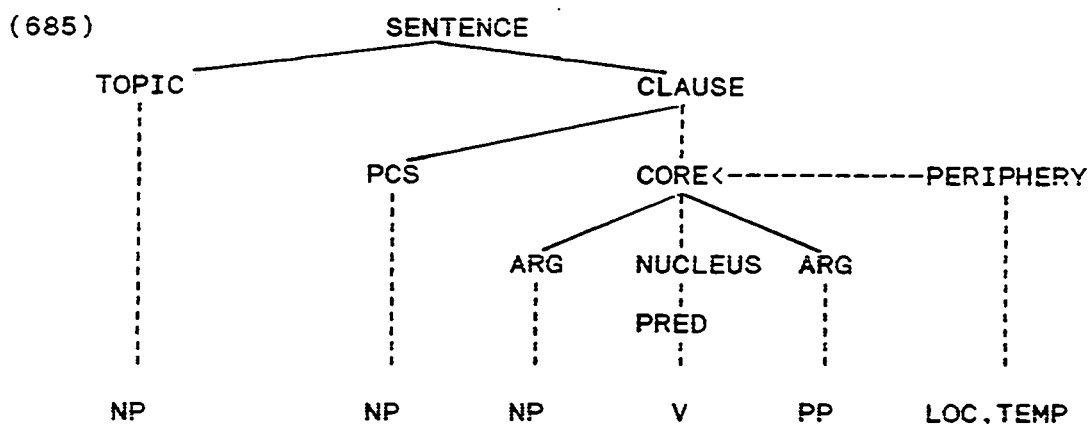 (685) SENTENCE
TOPIC CLAUSE
PCS CORE<-----------PERIPHERY
ARG NUCLEUS ARG
PRED
NP NP NP V PP LOC,TEMP